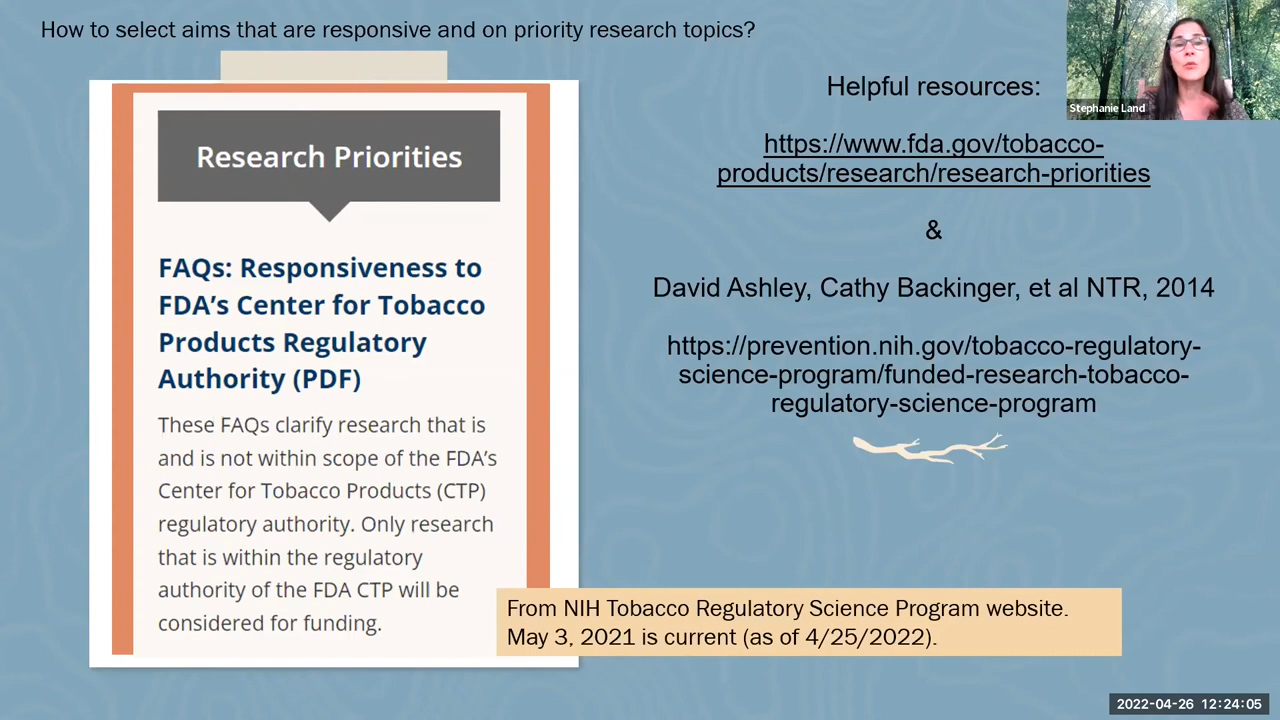 How to select aims that are responsive and on priority research topics?
Research Priorities
FAQs: Responsiveness to
FDA’s Center for Tobacco
Products Regulatory
Authority (PDF)
These FAQs clarify research that is
and is not within scope of the FDA’s
Center for Tobacco Products (CTP)
regulatory authority. Only research
that is within the regulatory
authority of the FDA CTP will be
considered for funding.
Helpful resources:
https://www.fda.gov/tobacco-
products/research/research-priorities
&
David Ashley, Cathy Backinger, et al NTR, 2014
https://prevention.nih.gov/tobacco-regulatory-
science-program/funded-research-tobacco-
regulatory-science-program
From NIH Tobacco Regulatory Science Program website.
May 3, 2021 is current (as of 4/25/2022).
Stephanie Land
2022-04-26 12:24:05